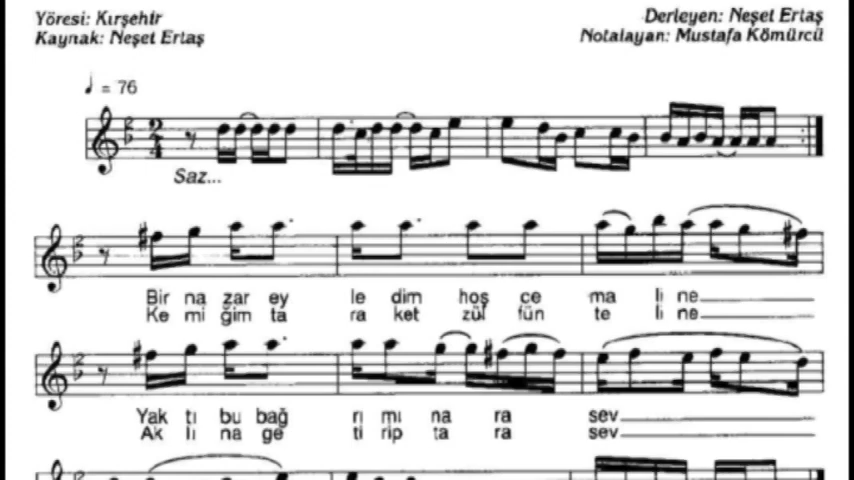 Yöresi: Kırşehir
Kaynak: Neşet Ertaş
Derleyen: Neşet Ertaş
Notalayan: Mustafa Kömürcü
♩ = 76
2/4
Saz...
Bir na zar ey le dim hoş ce ma li ne
Ke mi ğim ta ra ket zül fün te li ne
Yak tı bu bağ rı mı na ra sev
Ak lı na ge ti rip ta ra sev